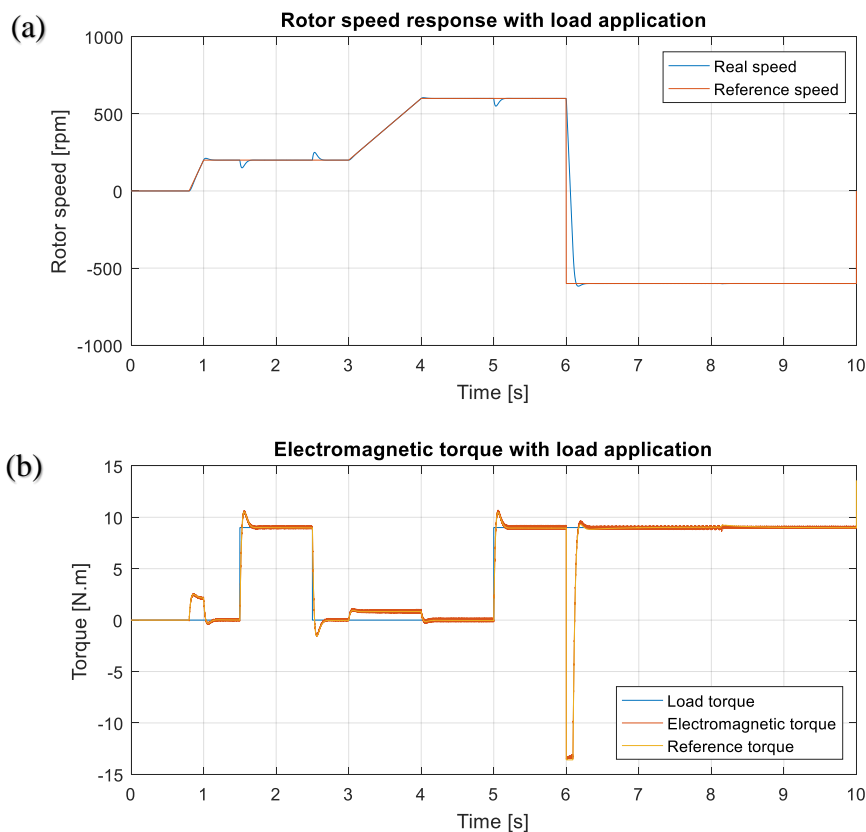 (a)
Rotor speed response with load application
1000
500
0
-500
-1000
Rotor speed [rpm]
Real speed
Reference speed
0 1 2 3 4 5 6 7 8 9 10
Time [s]
(b)
Electromagnetic torque with load application
15
10
5
0
-5
-10
-15
Torque [N.m]
Load torque
Electromagnetic torque
Reference torque
0 1 2 3 4 5 6 7 8 9 10
Time [s]